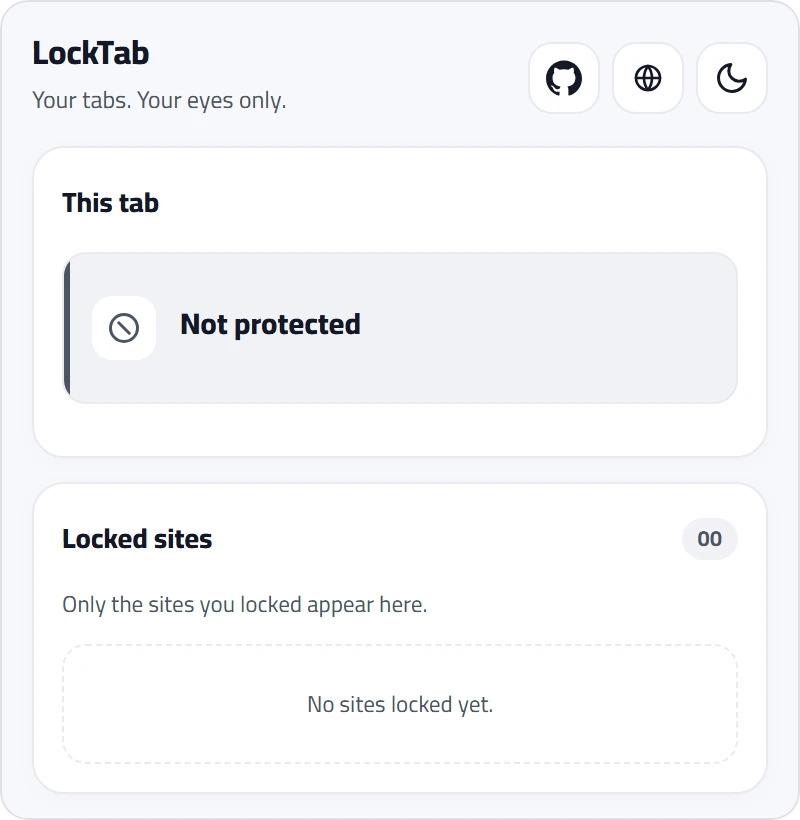 LockTab
Your tabs. Your eyes only.
This tab
Not protected
Locked sites
00
Only the sites you locked appear here.
No sites locked yet.